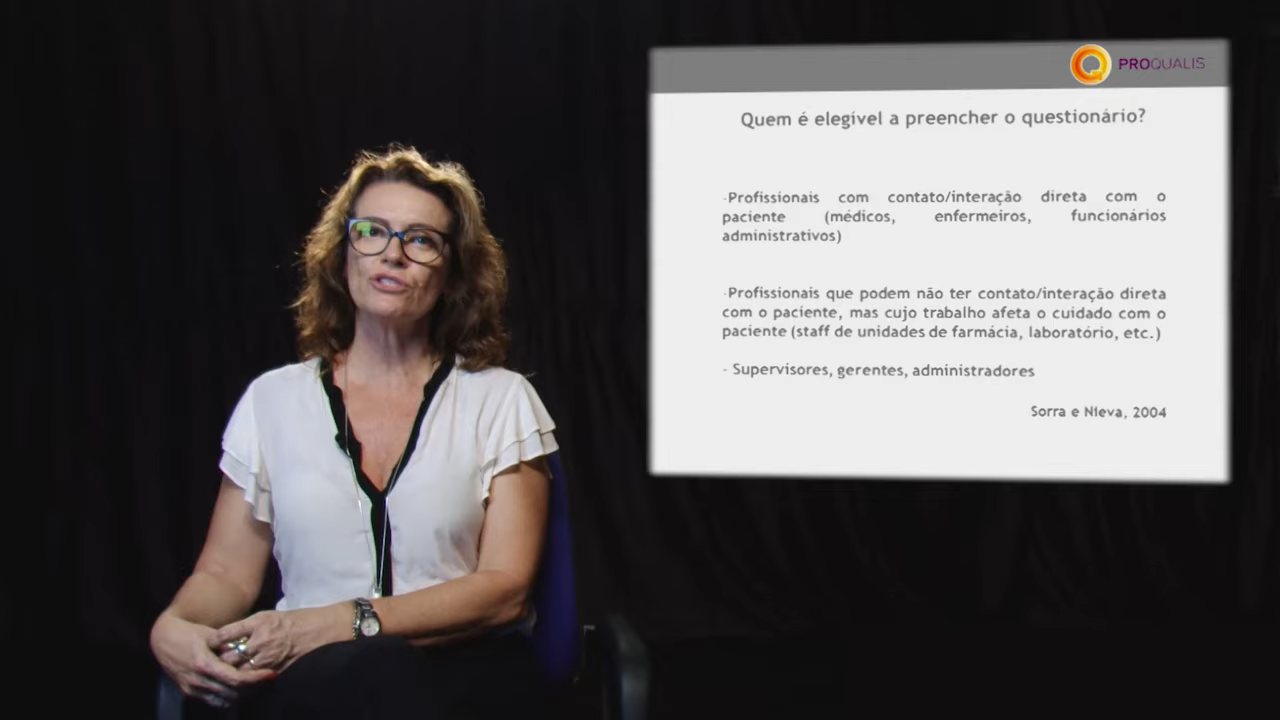 PROQUALIS
Quem é elegível a preencher o questionário?
-Profissionais com contato/interação direta com o
paciente (médicos, enfermeiros, funcionários
administrativos)
-Profissionais que podem não ter contato/interação direta
com o paciente, mas cujo trabalho afeta o cuidado com o
paciente (staff de unidades de farmácia, laboratório, etc.)
- Supervisores, gerentes, administradores
Sorra e Nieva, 2004